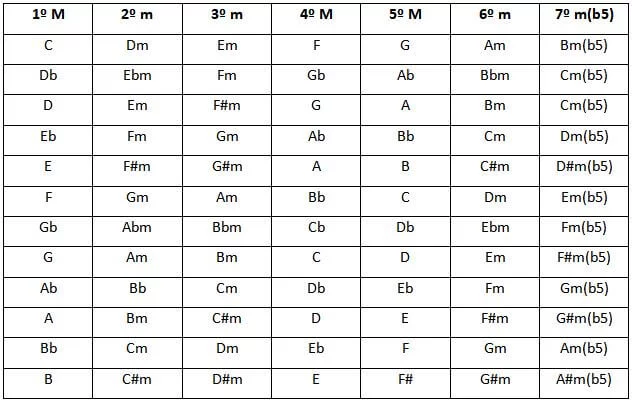 1º M 2º m 3º m 4º M 5º M 6º m 7º m(b5)
C Dm Em F G Am Bm(b5)
Db Ebm Fm Gb Ab Bbm Cm(b5)
D Em F#m G A Bm Cm(b5)
Eb Fm Gm Ab Bb Cm Dm(b5)
E F#m G#m A B C#m D#m(b5)
F Gm Am Bb C Dm Em(b5)
Gb Abm Bbm Cb Db Ebm Fm(b5)
G Am Bm C D Em F#m(b5)
Ab Bb Cm Db Eb Fm Gm(b5)
A Bm C#m D E F#m G#m(b5)
Bb Cm Dm Eb F Gm Am(b5)
B C#m D#m E F# G#m A#m(b5)